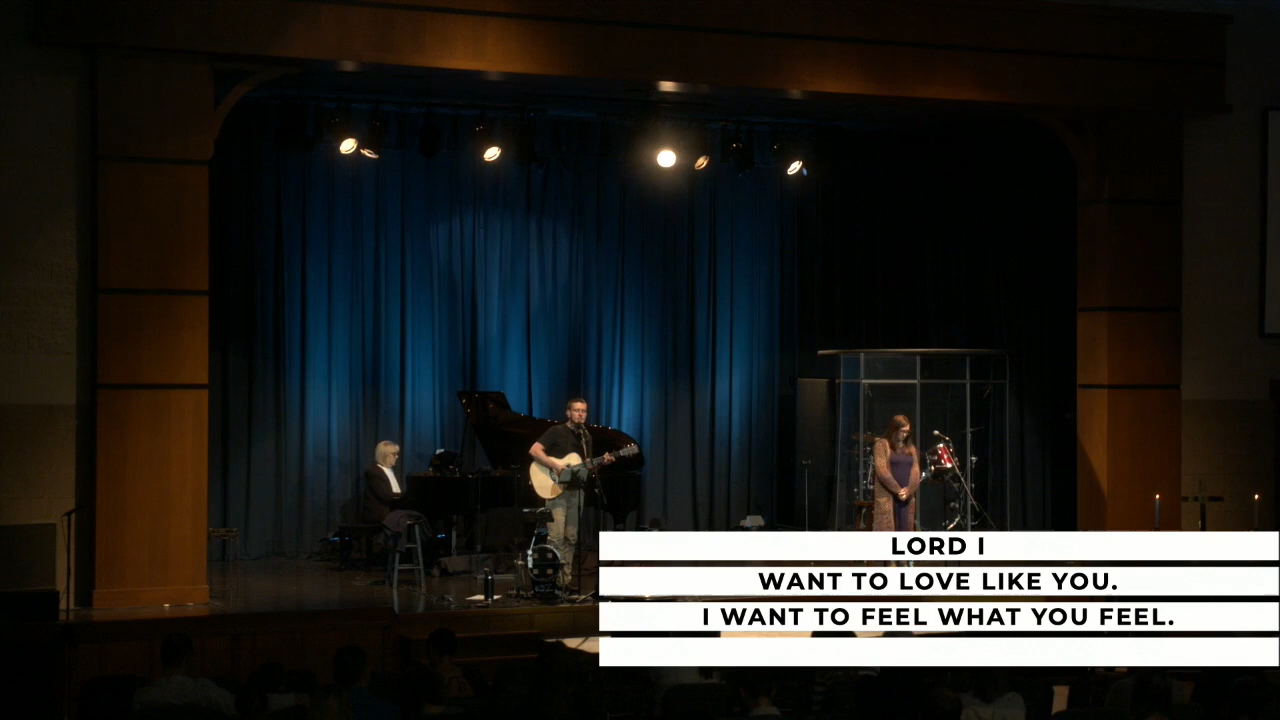 LORD I
WANT TO LOVE LIKE YOU.
I WANT TO FEEL WHAT YOU FEEL.